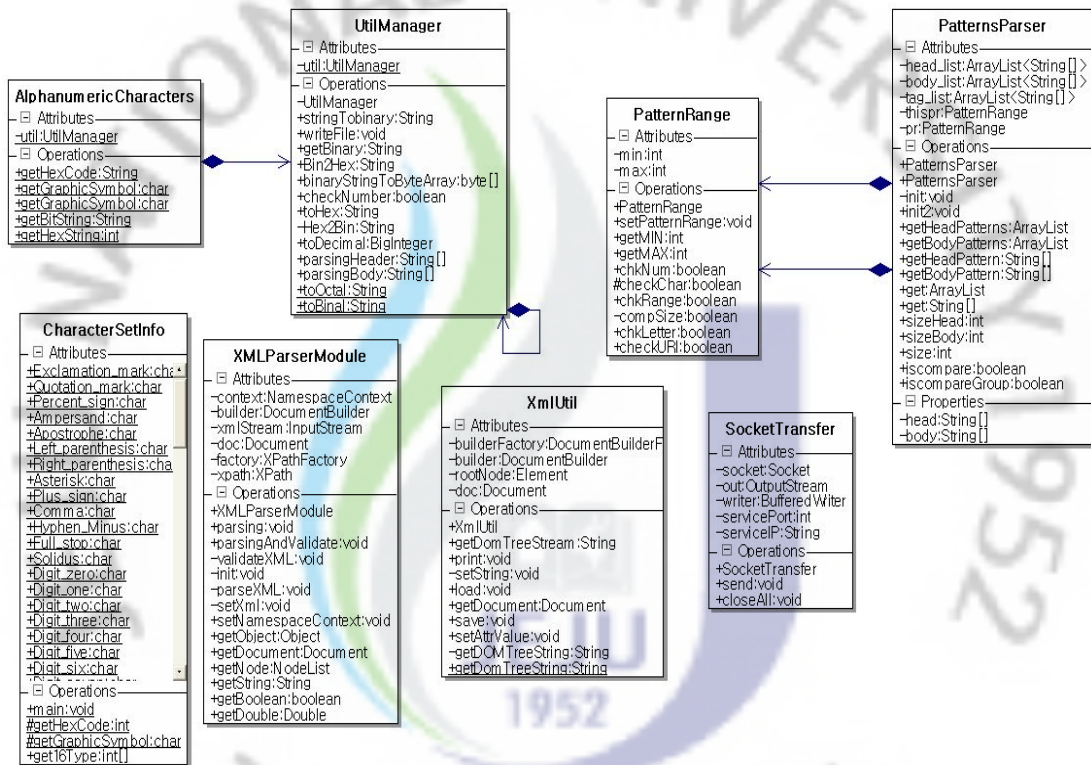 UtilManager
Attributes
-util:UtilManager
Operations
-UtilManager
+stringTobinary:String
+writeFile:void
+getBinary:String
+Bin2Hex:String
+binaryStringToByteArray:byte[]
+checkNumber:boolean
+toHex:String
-Hex2Bin:String
+toDecimal:BigInteger
+parsingHeader:String[]
+parsingBody:String[]
+toOctal:String
+toBinal:String
AlphanumericCharacters
Attributes
-util:UtilManager
Operations
+getHexCode:String
+getGraphicSymbol:char
+getGraphicSymbol:char
+getBitString:String
+getHexString:int
PatternRange
Attributes
-min:int
-max:int
Operations
+PatternRange
+setPatternRange:void
+getMIN:int
+getMAX:int
+chkNum:boolean
#checkChar:boolean
+chkRange:boolean
-compSize:boolean
+chkLetter:boolean
+checkURI:boolean
PatternsParser
Attributes
-head_list:ArrayList<String[]>
-body_list:ArrayList<String[]>
-tag_list:ArrayList<String[]>
-thispr:PatternRange
-pr:PatternRange
Operations
+PatternsParser
+PatternsParser
-init:void
-init2:void
+getHeadPatterns:ArrayList
+getBodyPatterns:ArrayList
+getHeadPattern:String[]
+getBodyPattern:String[]
+get:ArrayList
+get:String[]
+sizeHead:int
+sizeBody:int
+size:int
+iscompare:boolean
+iscompareGroup:boolean
Properties
-head:String[]
-body:String[]
CharacterSetInfo
Attributes
+Exclamation_mark:cha
+Quotation_mark:char
+Percent_sign:char
+Ampersand:char
+Apostrophe:char
+Left_parenthesis:char
+Right_parenthesis:cha
+Asterisk:char
+Plus_sign:char
+Comma:char
+Hyphen_Minus:char
+Full_stop:char
+Solidus:char
+Digit_zero:char
+Digit_one:char
+Digit_two:char
+Digit_three:char
+Digit_four:char
+Digit_five:char
+Digit_six:char
Operations
+main:void
#getHexCode:int
#getGraphicSymbol:char
+get16Type:int[]
XMLParserModule
Attributes
-context:NamespaceContext
-builder:DocumentBuilder
-xmlStream:InputStream
-doc:Document
-factory:XPathFactory
-xpath:XPath
Operations
+XMLParserModule
+parsing:void
+parsingAndValidate:void
-validateXML:void
-init:void
-parseXML:void
-setXml:void
+setNamespaceContext:void
+getObject:Object
+getDocument:Document
+getNode:NodeList
+getString:String
+getBoolean:boolean
+getDouble:Double
XmlUtil
Attributes
-builderFactory:DocumentBuilderF
-builder:DocumentBuilder
-rootNode:Element
-doc:Document
Operations
+XmlUtil
+getDomTreeStream:String
+print:void
-setString:void
+load:void
+getDocument:Document
+save:void
+setAttrValue:void
-getDOMTreeString:String
+getDomTreeString:String
SocketTransfer
Attributes
-socket:Socket
-out:OutputStream
-writer:BufferedWriter
-servicePort:int
-serviceIP:String
Operations
+SocketTransfer
+send:void
+closeAll:void
NATIONAL UNIVERSITY 1952
JEJU
1952